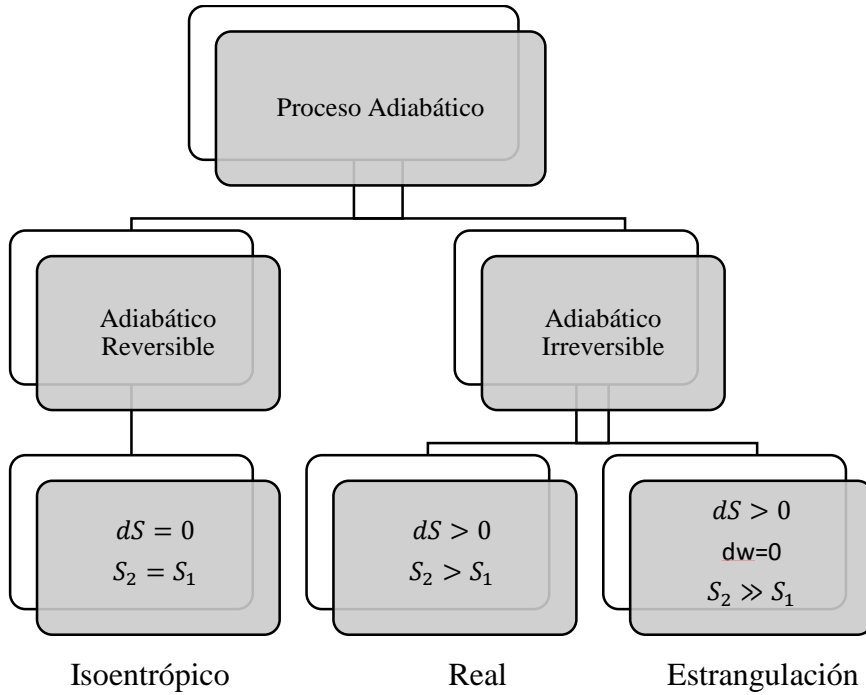 Proceso Adiabático
Adiabático
Reversible
Adiabático
Irreversible
𝑑𝑆 = 0
𝑆₂ = 𝑆₁
𝑑𝑆 > 0
𝑆₂ > 𝑆₁
𝑑𝑆 > 0
dw=0
𝑆₂ ≫ 𝑆₁
Isoentrópico
Real
Estrangulación